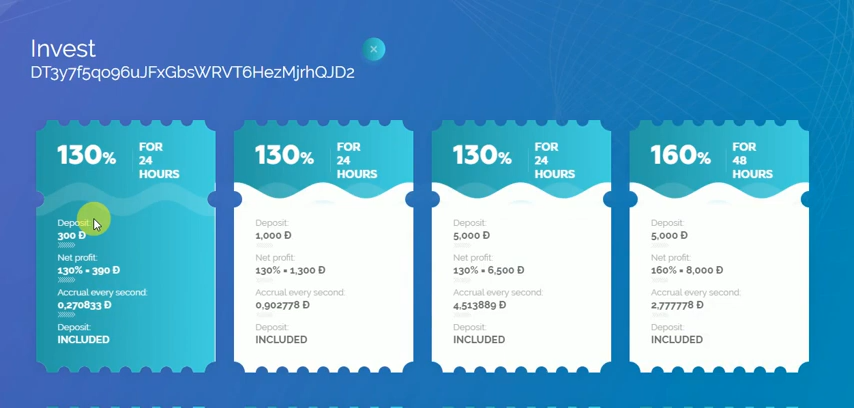 Invest
DT3y7f5qo96uJFxGbsWRVT6HezMjrhQJD2
130%
FOR
24
HOURS
Deposit:
300 Đ
Net profit:
130% = 390 Đ
Accrual every second:
0,270833 Đ
Deposit:
INCLUDED
130%
FOR
24
HOURS
Deposit:
1,000 Đ
Net profit:
130% = 1,300 Đ
Accrual every second:
0,902778 Đ
Deposit:
INCLUDED
130%
FOR
24
HOURS
Deposit:
5,000 Đ
Net profit:
130% = 6,500 Đ
Accrual every second:
4,513889 Đ
Deposit:
INCLUDED
160%
FOR
48
HOURS
Deposit:
5,000 Đ
Net profit:
160% = 8,000 Đ
Accrual every second:
2,777778 Đ
Deposit:
INCLUDED